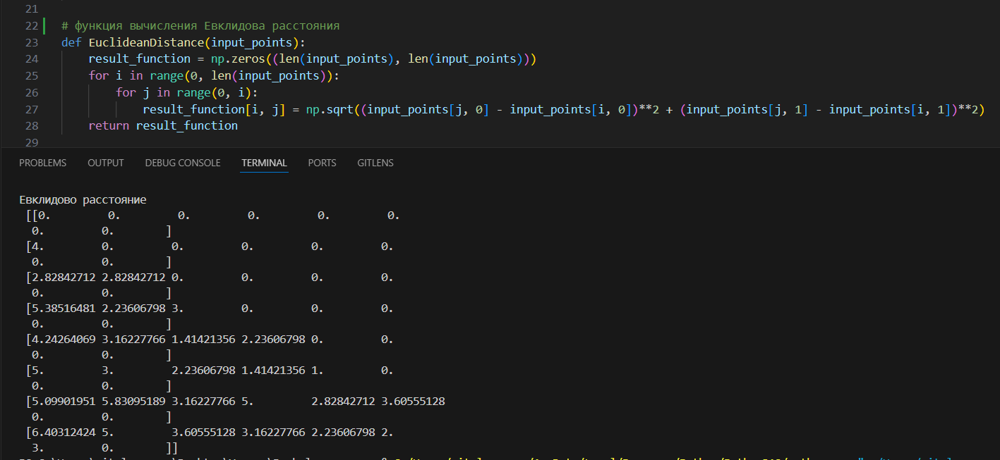 21
22 # функция вычисления Евклидова расстояния
23 def EuclideanDistance(input_points):
24     result_function = np.zeros((len(input_points), len(input_points)))
25     for i in range(0, len(input_points)):
26         for j in range(0, i):
27             result_function[i, j] = np.sqrt((input_points[j, 0] - input_points[i, 0])**2 + (input_points[j, 1] - input_points[i, 1])**2)
28     return result_function
29
PROBLEMS OUTPUT DEBUG CONSOLE TERMINAL PORTS GITLENS
Евклидово расстояние
[[0. 0. 0. 0. 0. 0.
0. 0. ]
[4. 0. 0. 0. 0. 0.
0. 0. ]
[2.82842712 2.82842712 0. 0. 0. 0.
0. 0. ]
[5.38516481 2.23606798 3. 0. 0. 0.
0. 0. ]
[4.24264069 3.16227766 1.41421356 2.23606798 0. 0.
0. 0. ]
[5. 3. 2.23606798 1.41421356 1. 0.
0. 0. ]
[5.09901951 5.83095189 3.16227766 5. 2.82842712 3.60555128
0. 0. ]
[6.40312424 5. 3.60555128 3.16227766 2.23606798 2.
3. 0. ]]